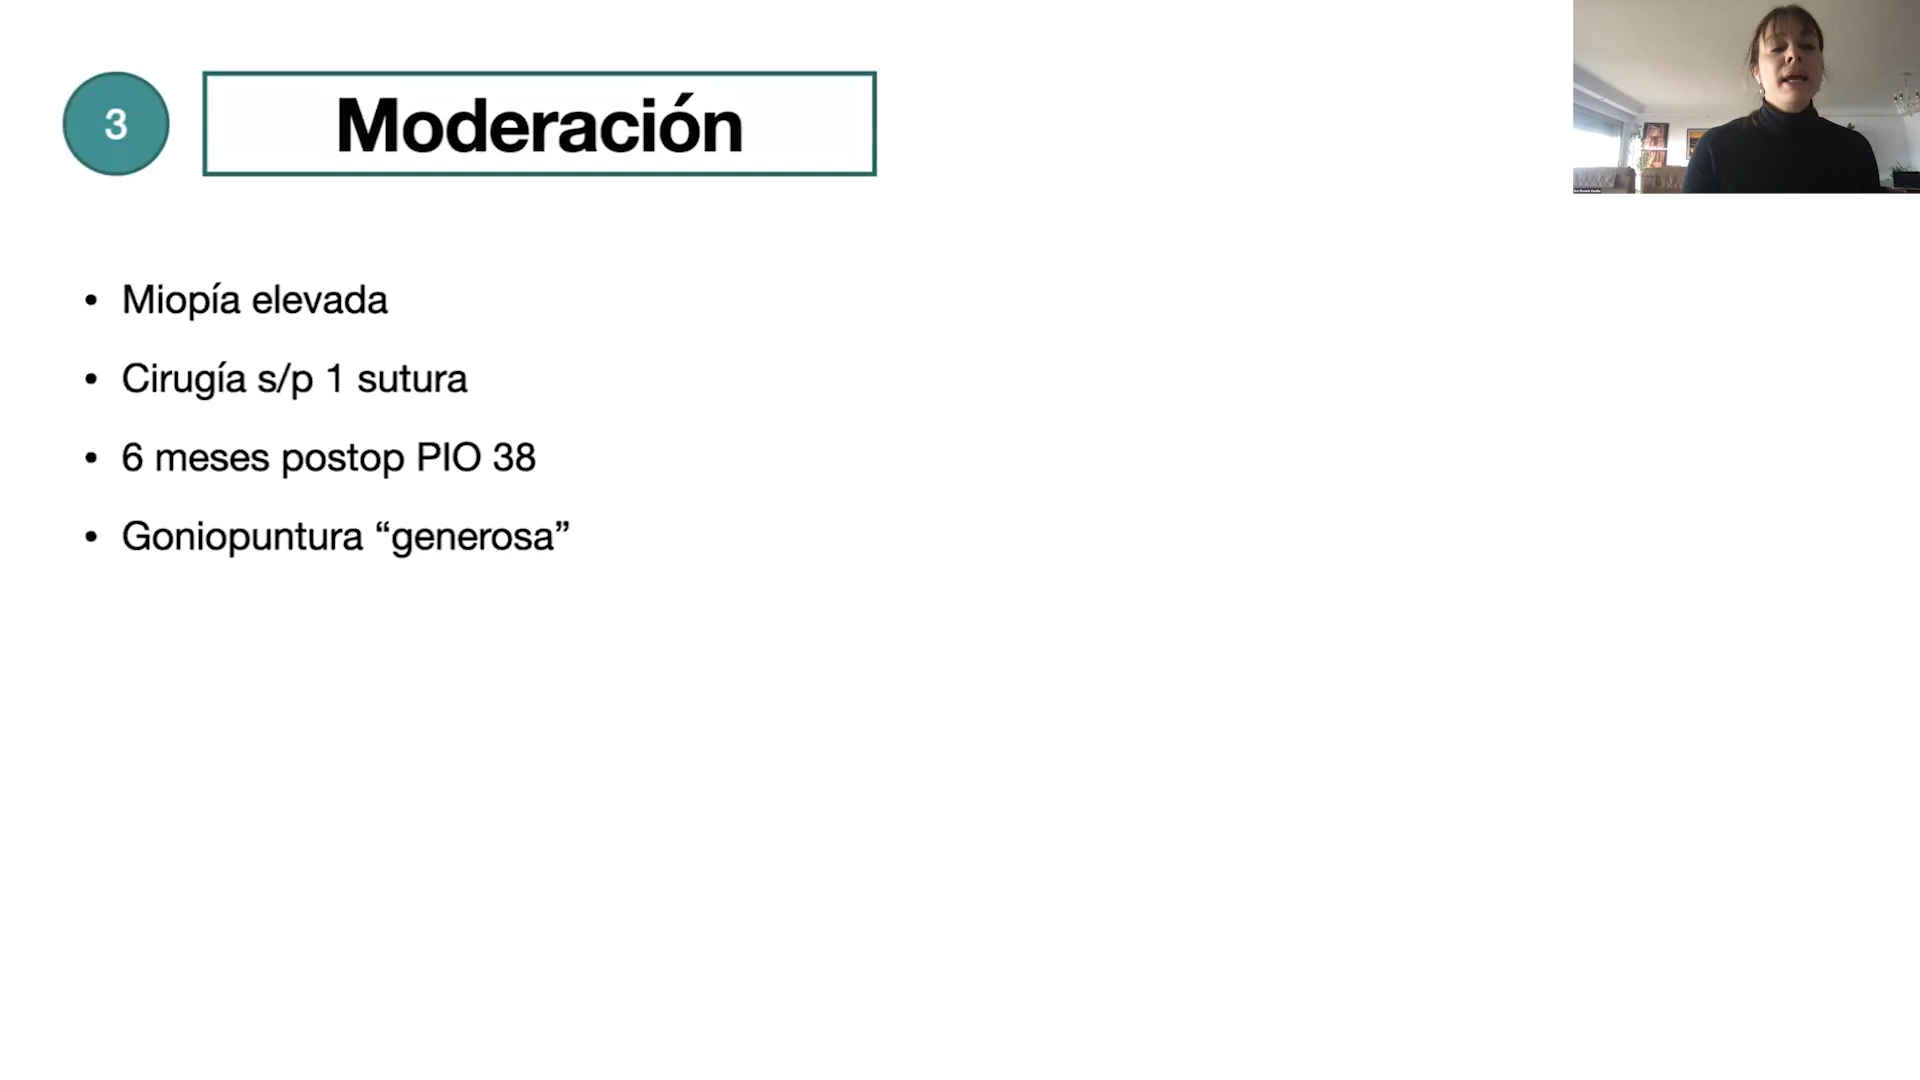 3
Moderación
• Miopía elevada
• Cirugía s/p 1 sutura
• 6 meses postop PIO 38
• Goniopuntura “generosa”